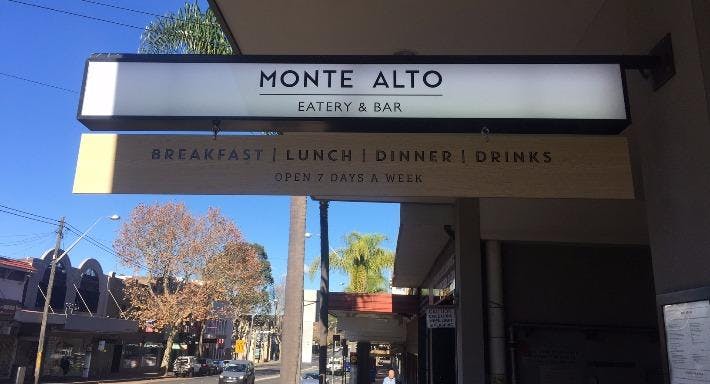 MONTE ALTO
EATERY & BAR
BREAKFAST | LUNCH | DINNER | DRINKS
OPEN 7 DAYS A WEEK